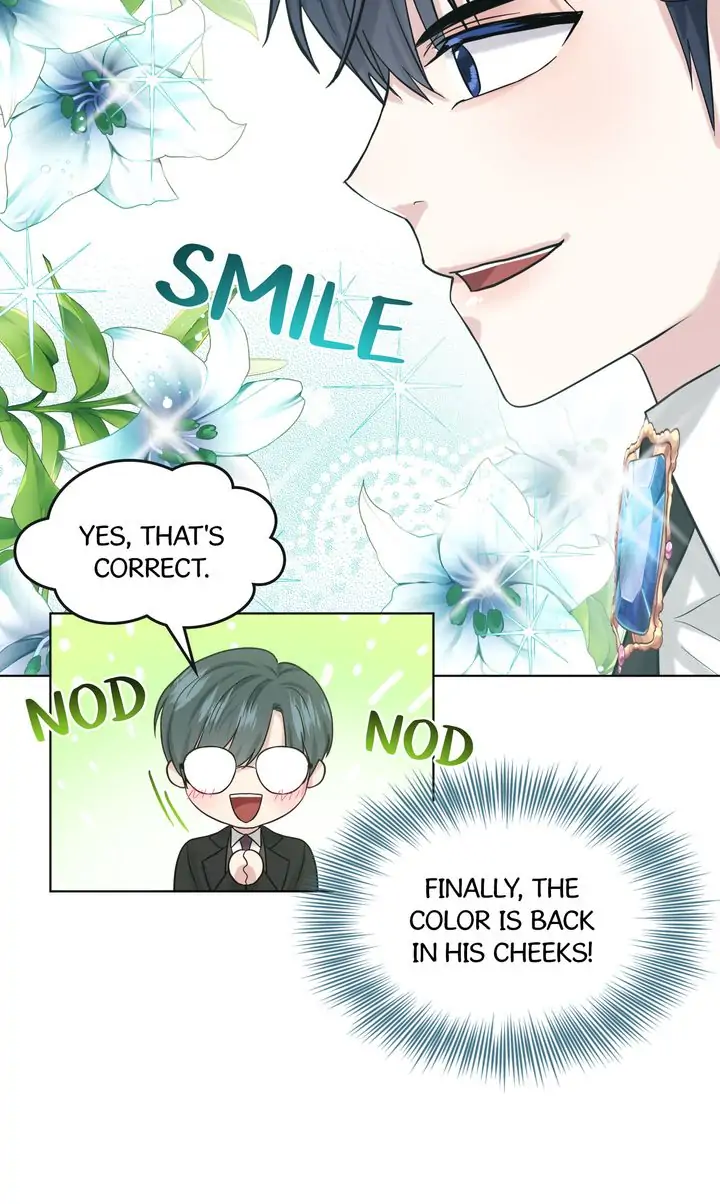 SMILE
YES, THAT'S
CORRECT.
NOD
NOD
FINALLY, THE
COLOR IS BACK
IN HIS CHEEKS!